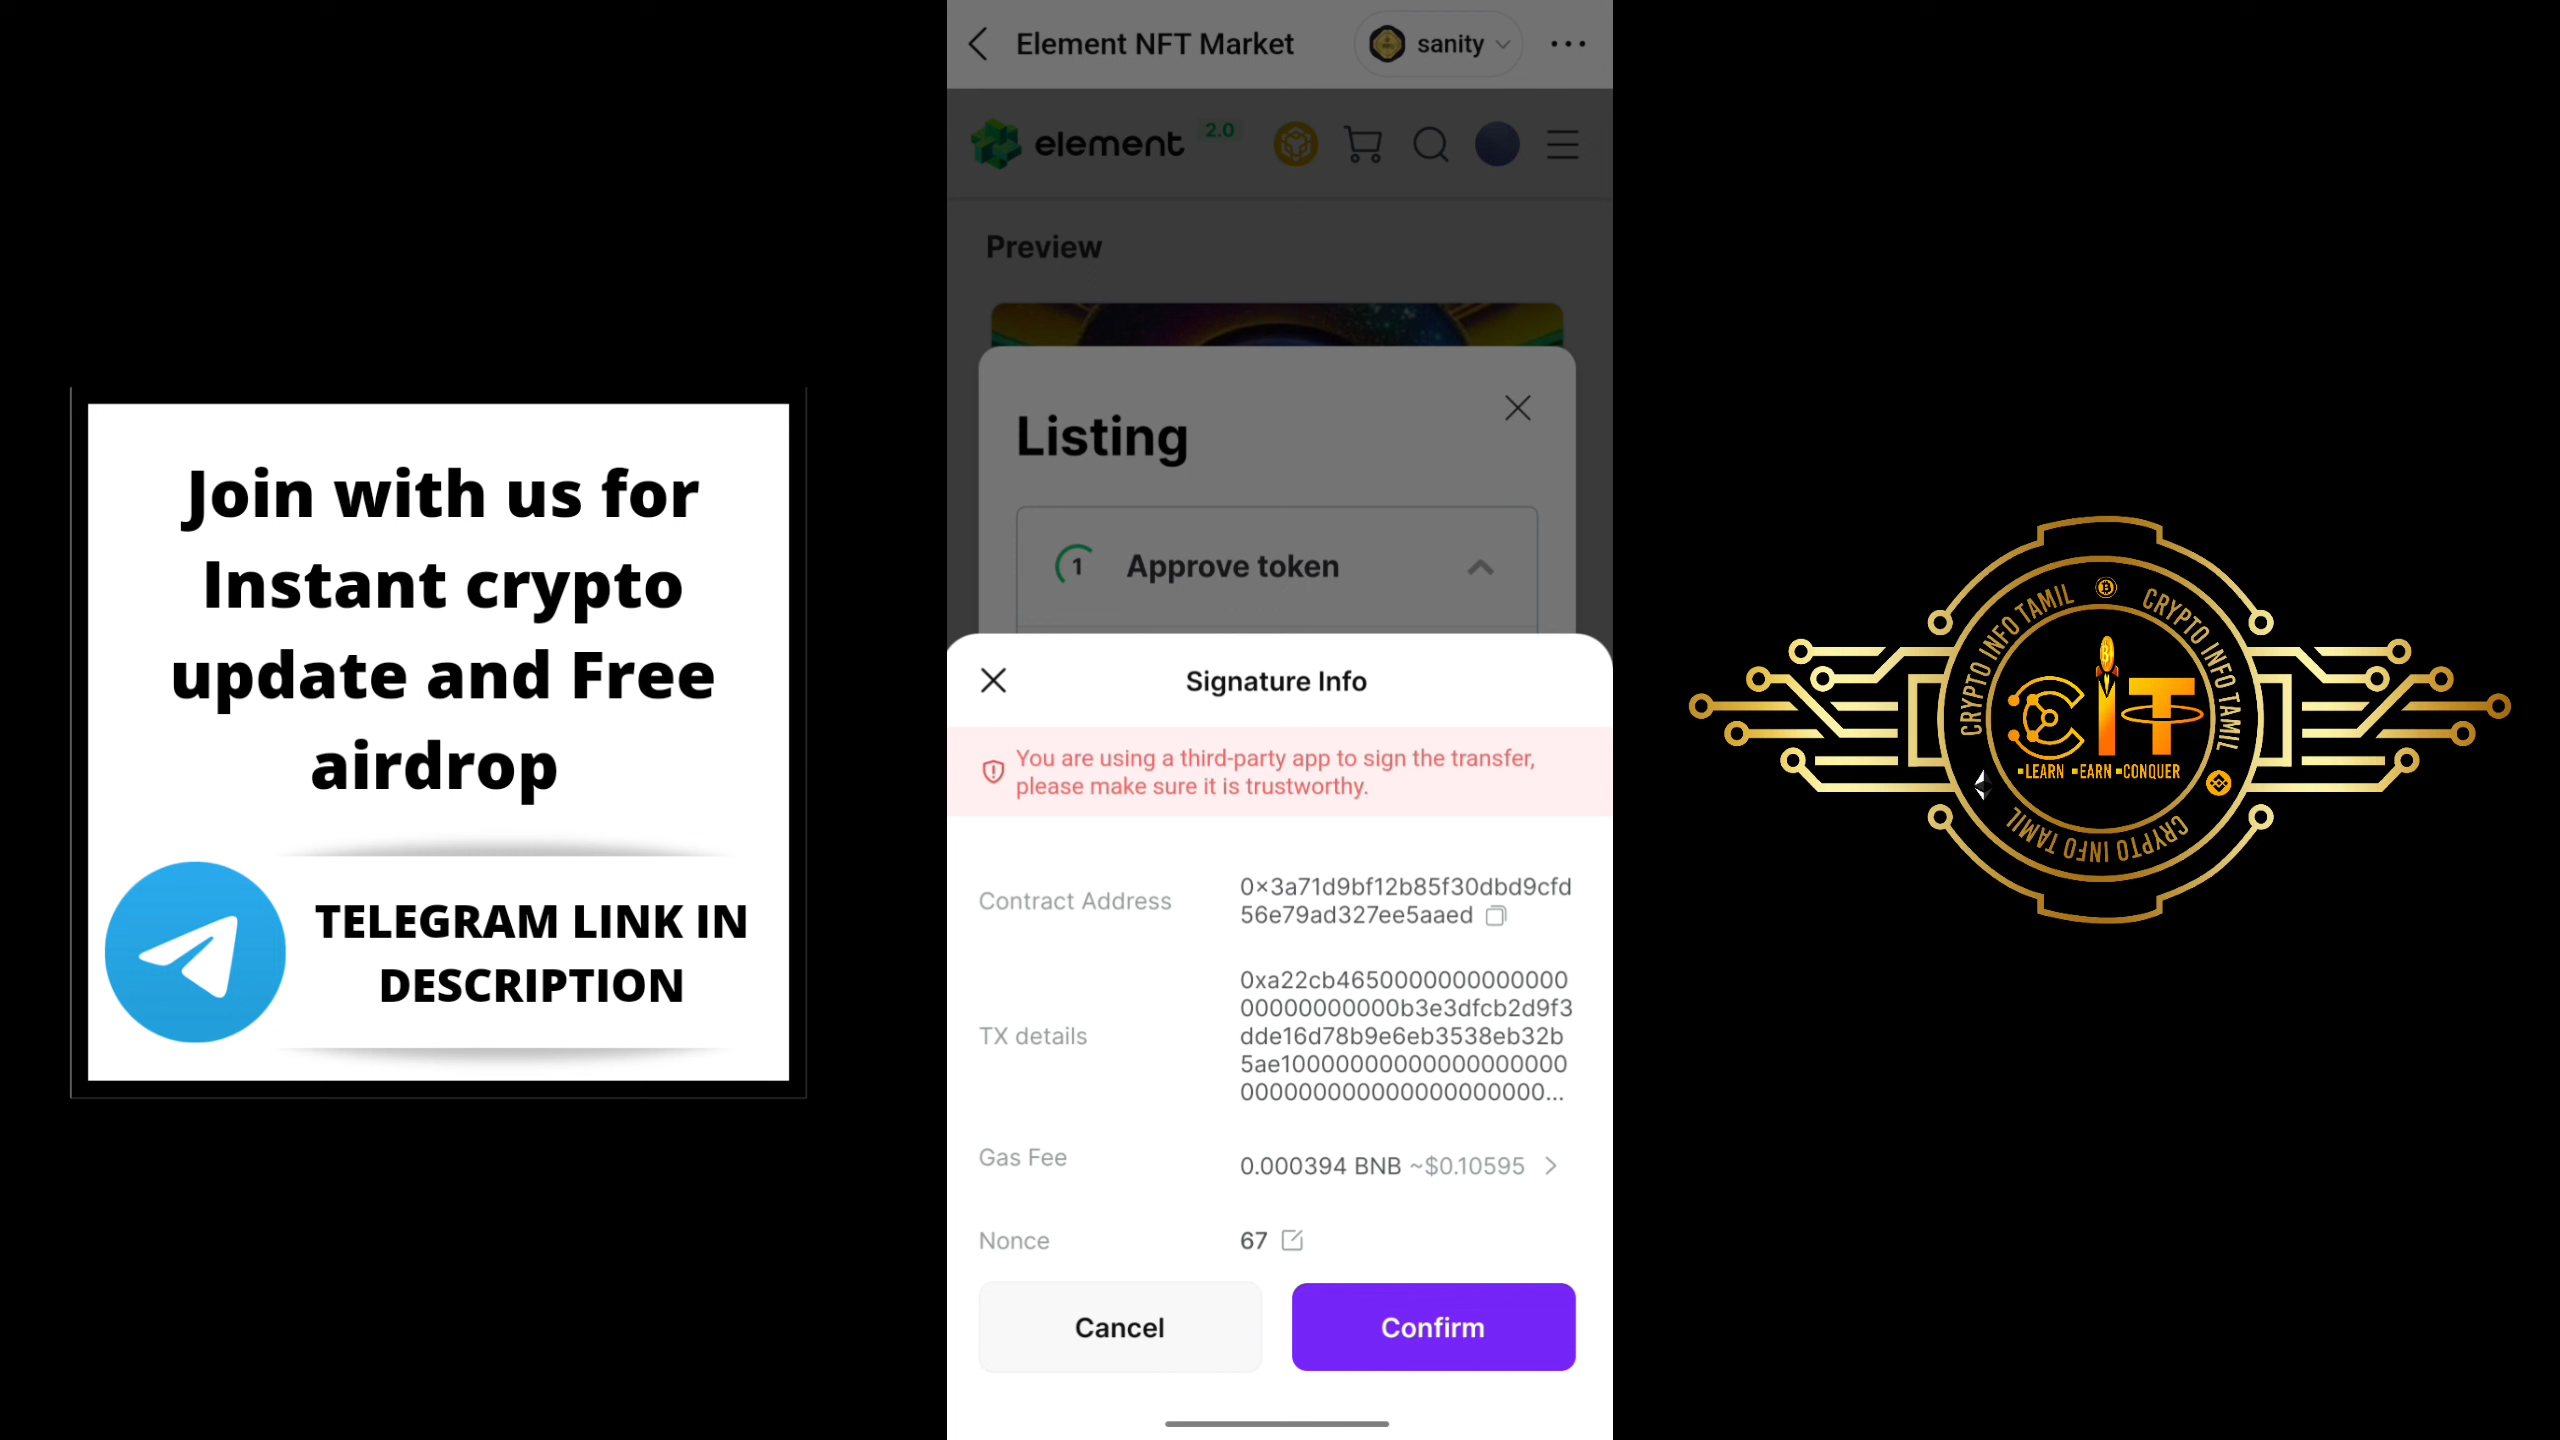 Join with us for
Instant crypto
update and Free
airdrop
TELEGRAM LINK IN
DESCRIPTION
Element NFT Market
sanity
element 2.0
Preview
Listing
1 Approve token
Signature Info
You are using a third-party app to sign the transfer,
please make sure it is trustworthy.
Contract Address
0x3a71d9bf12b85f30dbd9cfd
56e79ad327ee5aaed
TX details
0xa22cb4650000000000000
000000000000b3e3dfcb2d9f3
dde16d78b9e6eb3538eb32b
5ae10000000000000000000
00000000000000000000000...
Gas Fee
0.000394 BNB ~$0.10595
Nonce
67
Cancel
Confirm
CRYPTO INFO TAMIL
CRYPTO INFO TAMIL
CRYPTO INFO TAMIL
CIT
▪LEARN ▪EARN ▪CONQUER